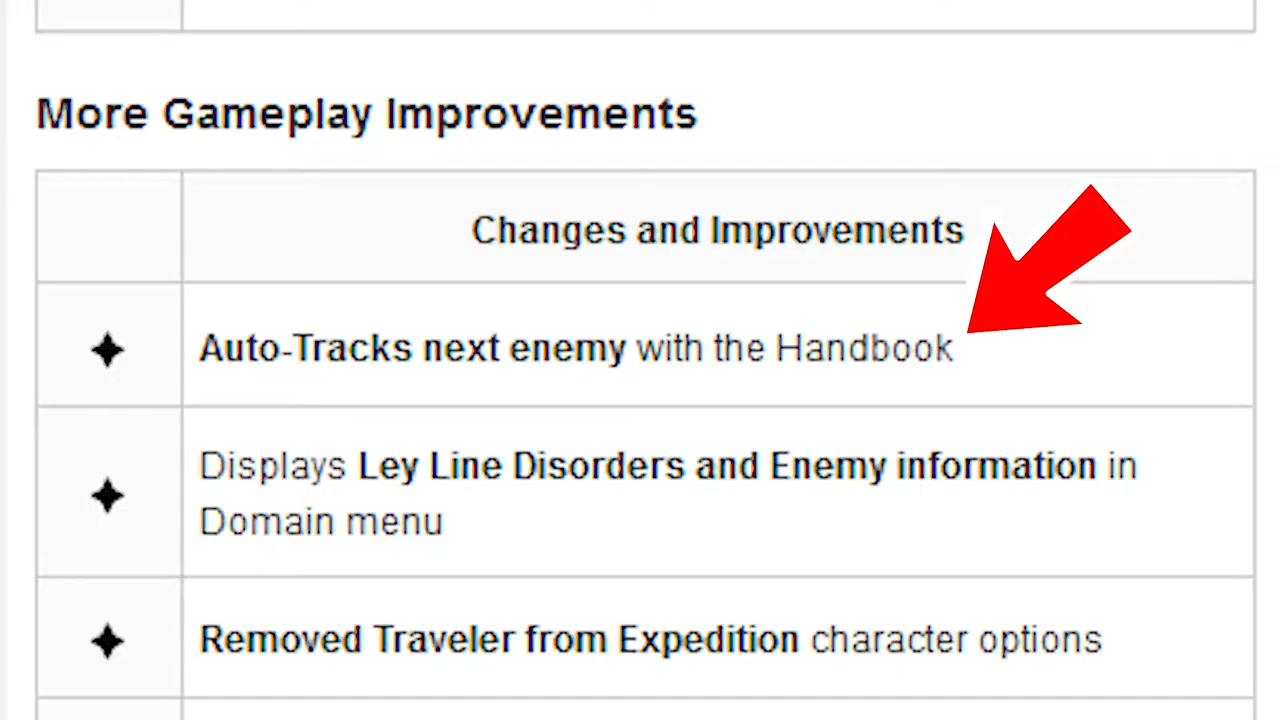 More Gameplay Improvements
Changes and Improvements
Auto-Tracks next enemy with the Handbook
Displays Ley Line Disorders and Enemy information in
Domain menu
Removed Traveler from Expedition character options